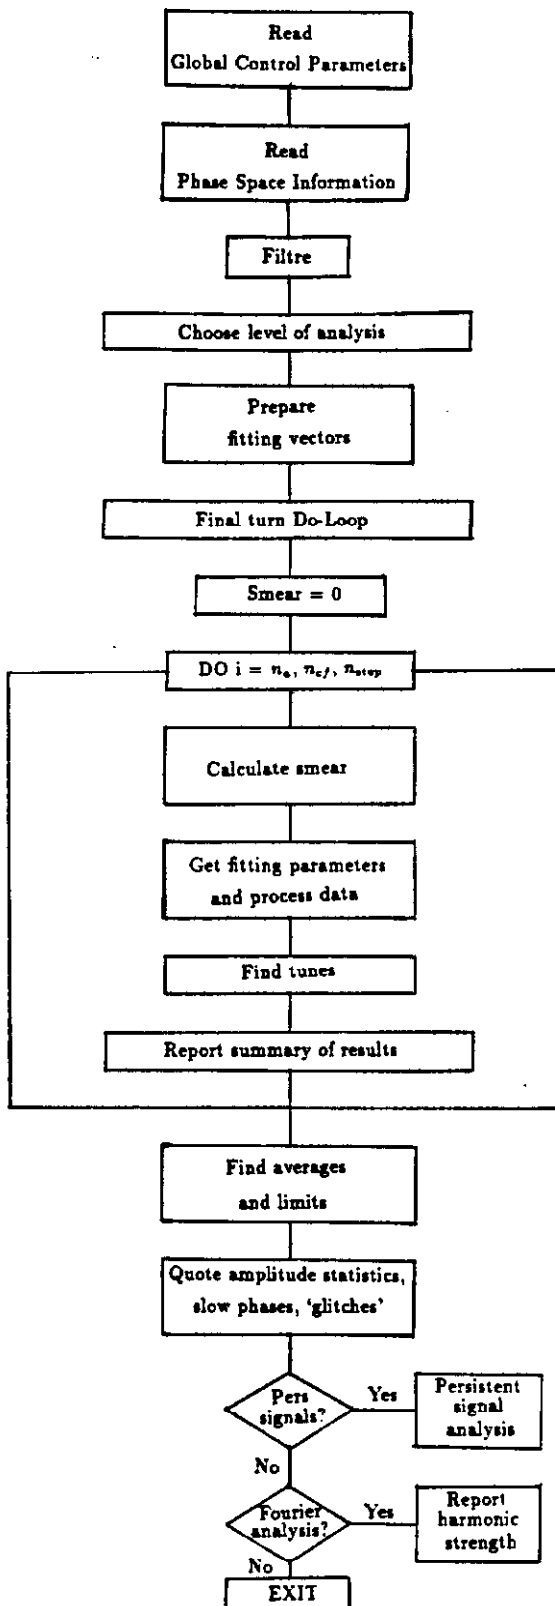 Read
Global Control Parameters
Read
Phase Space Information
Filtre
Choose level of analysis
Prepare
fitting vectors
Final turn Do-Loop
Smear = 0
DO i = n_a, n_cf, n_step
Calculate smear
Get fitting parameters
and process data
Find tunes
Report summary of results
Find averages
and limits
Quote amplitude statistics,
slow phases, 'glitches'
Pers
signals?
Yes
Persistent
signal
analysis
No
Fourier
analysis?
Yes
Report
harmonic
strength
No
EXIT